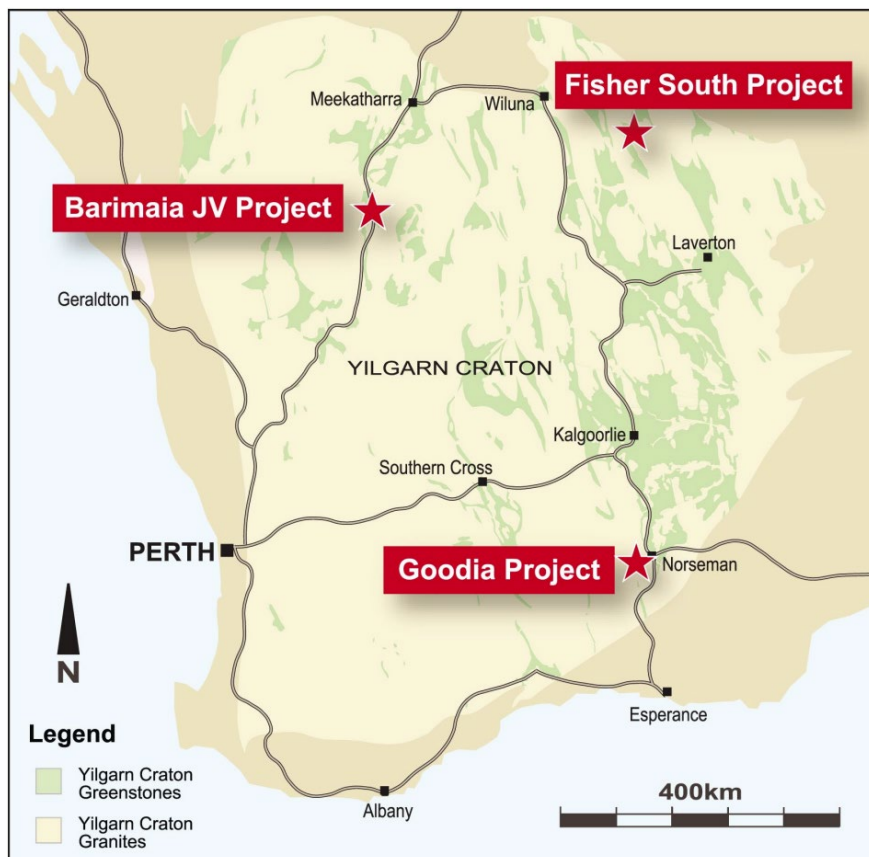 Fisher South Project
Meekatharra
Wiluna
Barimaia JV Project
Laverton
Geraldton
YILGARN CRATON
Kalgoorlie
Southern Cross
PERTH
Goodia Project
Norseman
N
Esperance
Legend
Yilgarn Craton
Greenstones
Yilgarn Craton
Granites
Albany
400km